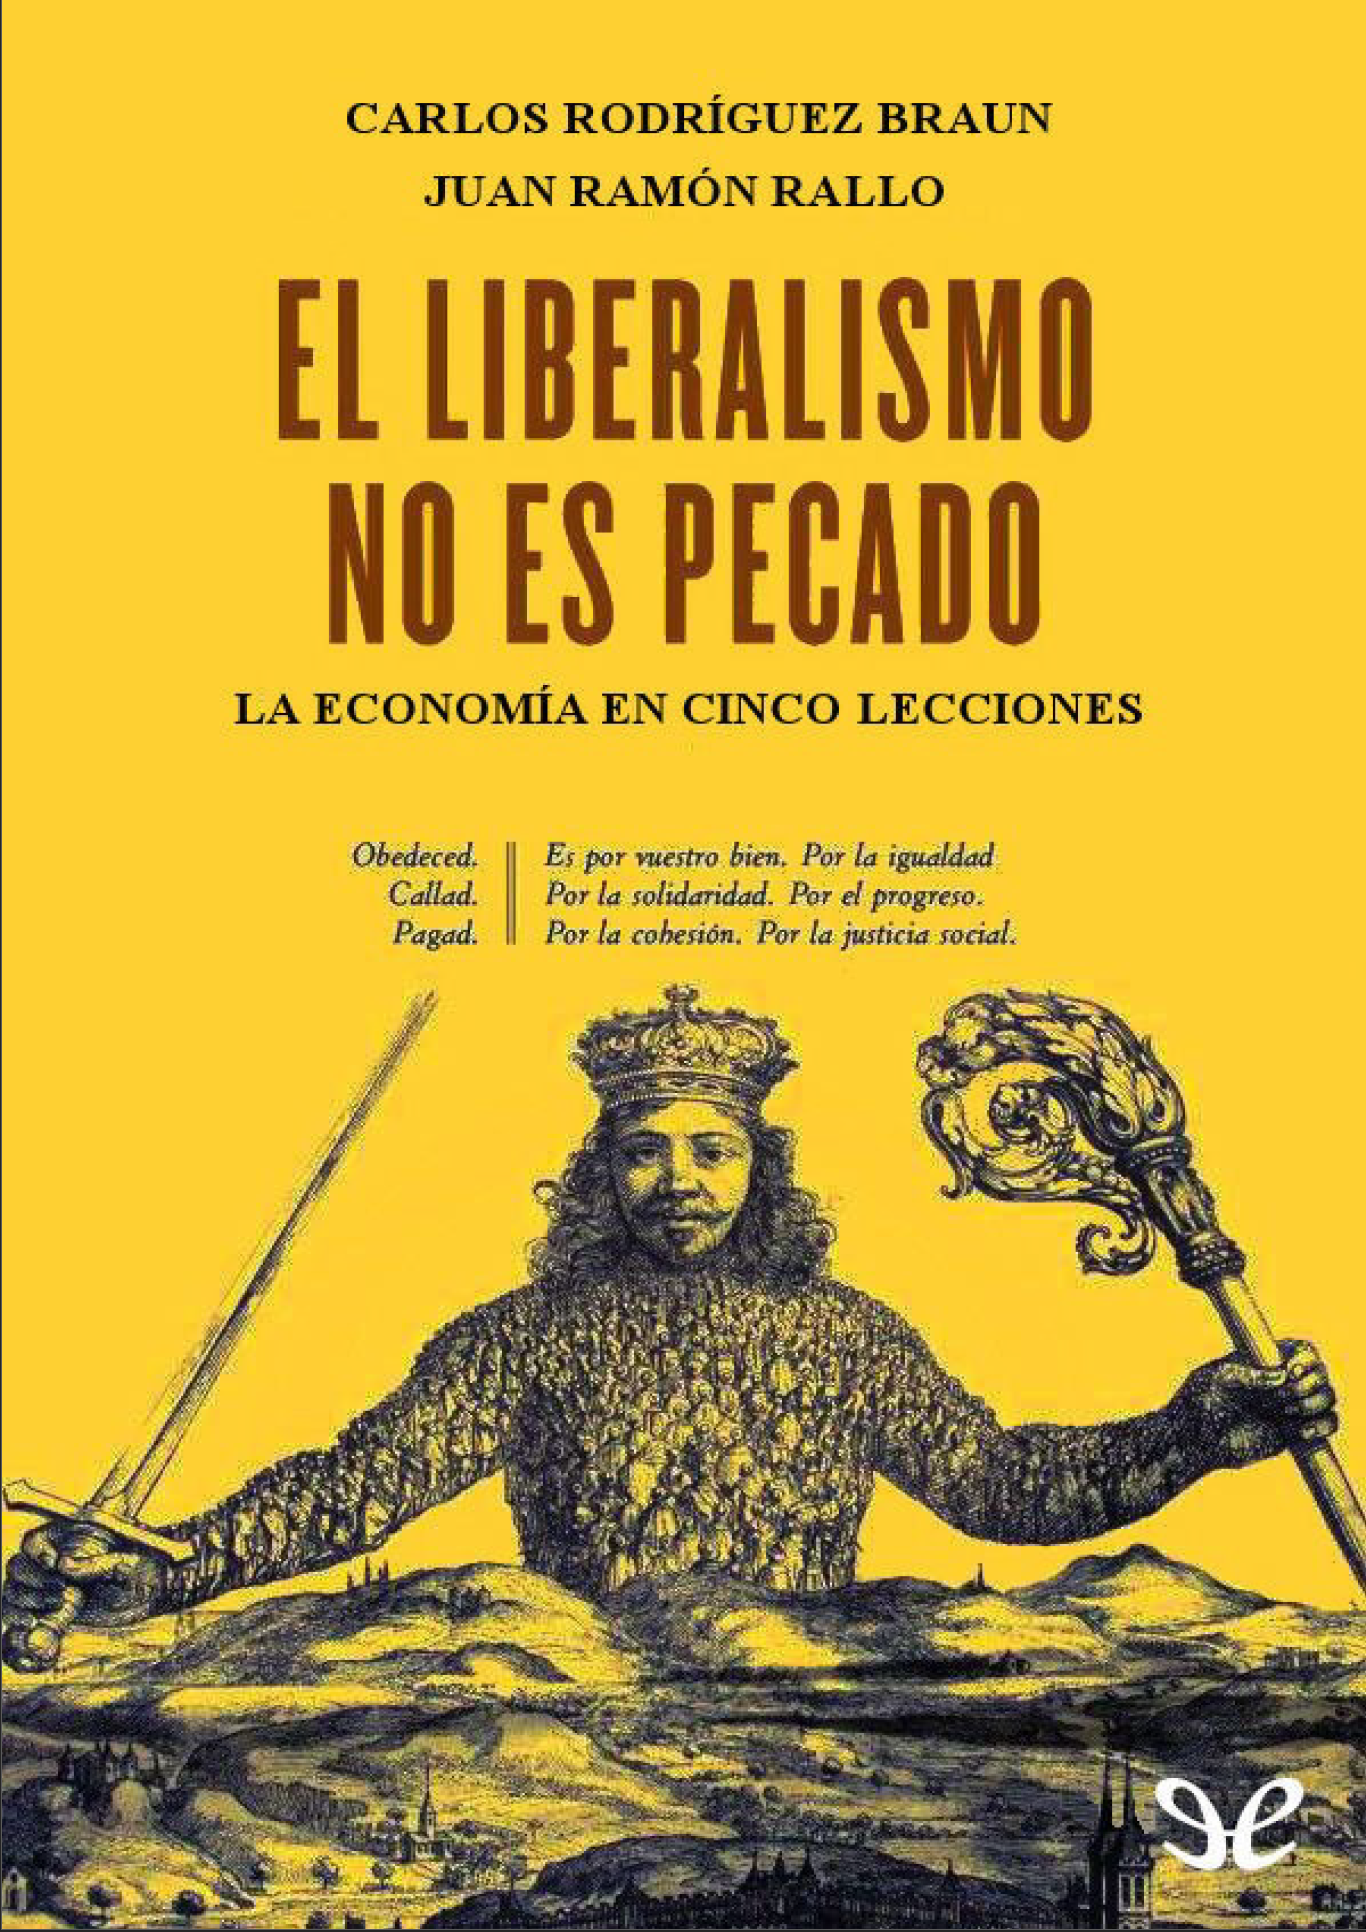 CARLOS RODRÍGUEZ BRAUN
JUAN RAMÓN RALLO
EL LIBERALISMO
NO ES PECADO
LA ECONOMÍA EN CINCO LECCIONES
Obedeced. Es por vuestro bien. Por la igualdad
Callad. Por la solidaridad. Por el progreso.
Pagad. Por la cohesión. Por la justicia social.